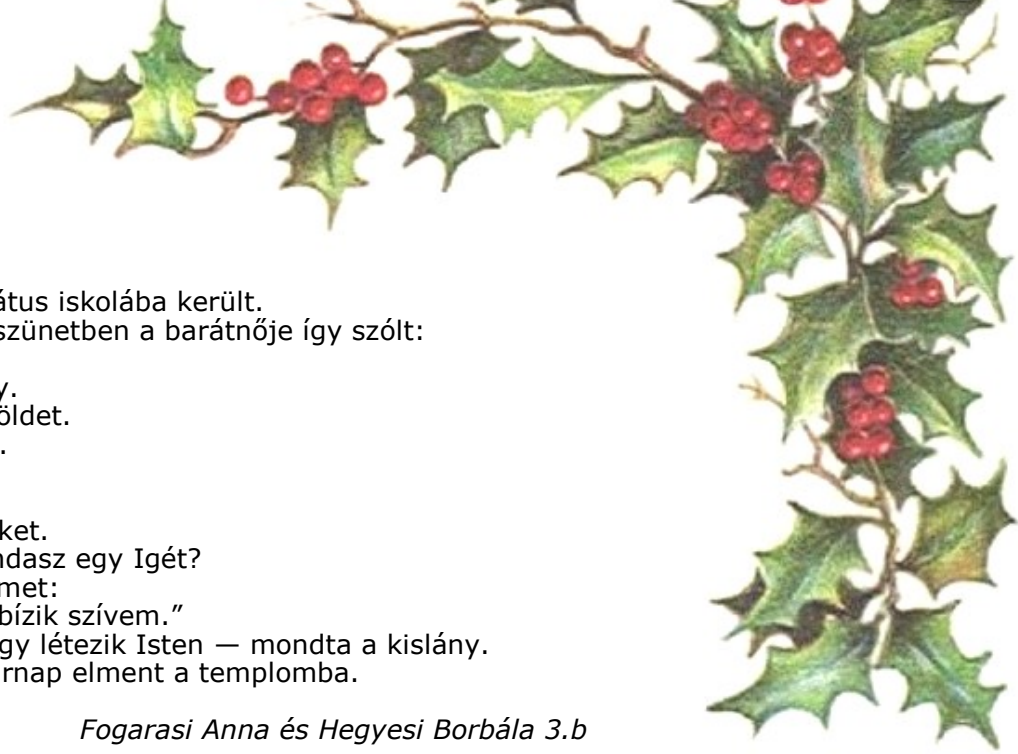 átus iskolába került.
szünetben a barátnője így szólt:
y.
öldet.
.
ket.
ndasz egy Igét?
met:
bízik szívem.”
gy létezik Isten — mondta a kislány.
rnap elment a templomba.
Fogarasi Anna és Hegyesi Borbála 3.b